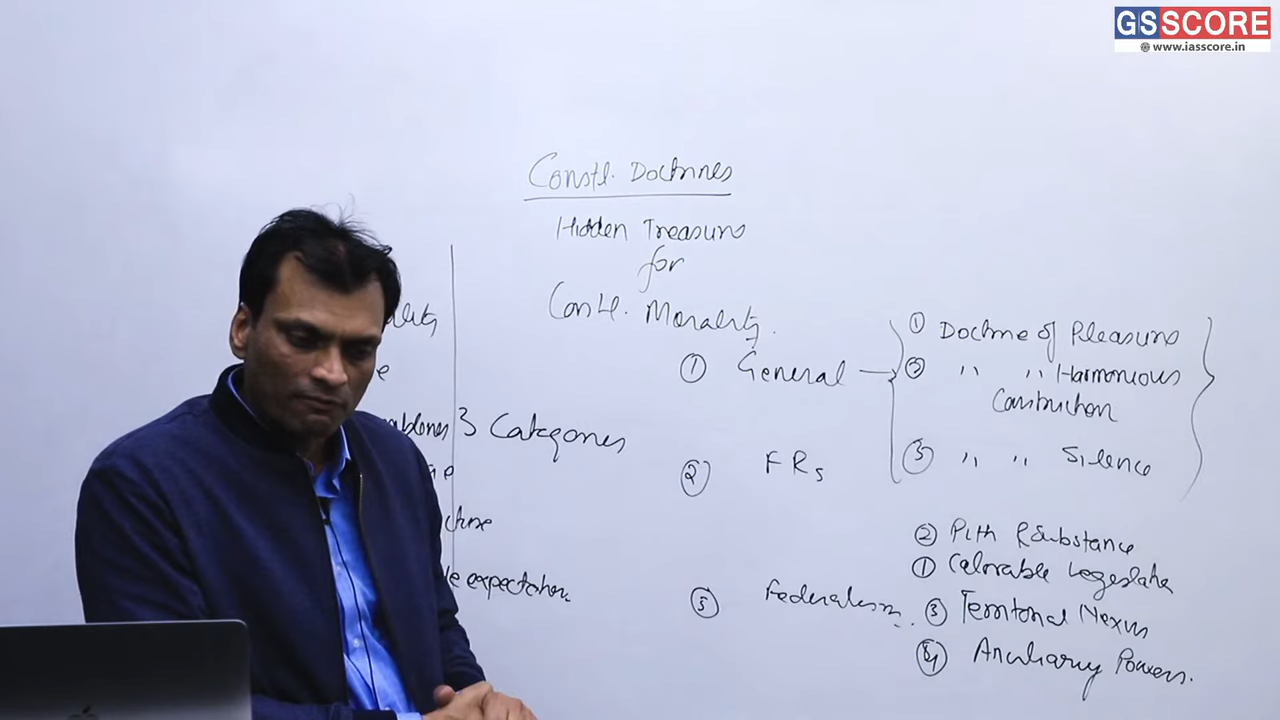 GSSCORE
www.iasscore.in
Constl. Doctrines
Hidden Treasures
for
Constl. Morality.
3 Categories
① General
① Doctrine of Pleasure
② " " Harmonious
Construction
③ " " Silence
② FRs
③ Federalism.
② Pith & Substance
① Colorable Legislation
③ Territorial Nexus
④ Ancillary Powers.
expectation